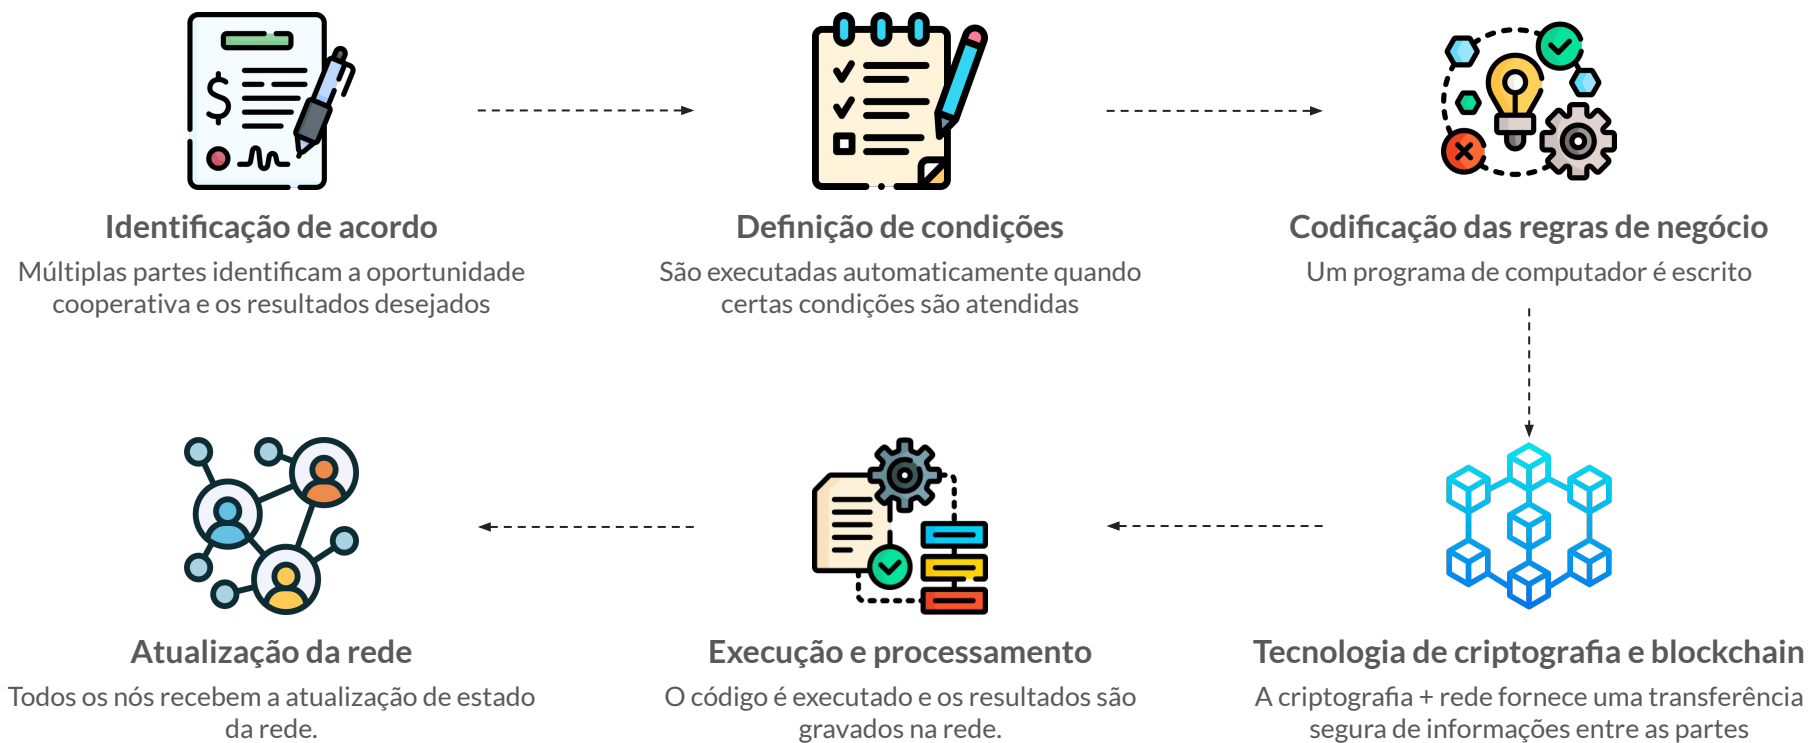 Identificação de acordo
Múltiplas partes identificam a oportunidade
cooperativa e os resultados desejados
Definição de condições
São executadas automaticamente quando
certas condições são atendidas
Codificação das regras de negócio
Um programa de computador é escrito
Tecnologia de criptografia e blockchain
A criptografia + rede fornece uma transferência
segura de informações entre as partes
Execução e processamento
O código é executado e os resultados são
gravados na rede.
Atualização da rede
Todos os nós recebem a atualização de estado
da rede.